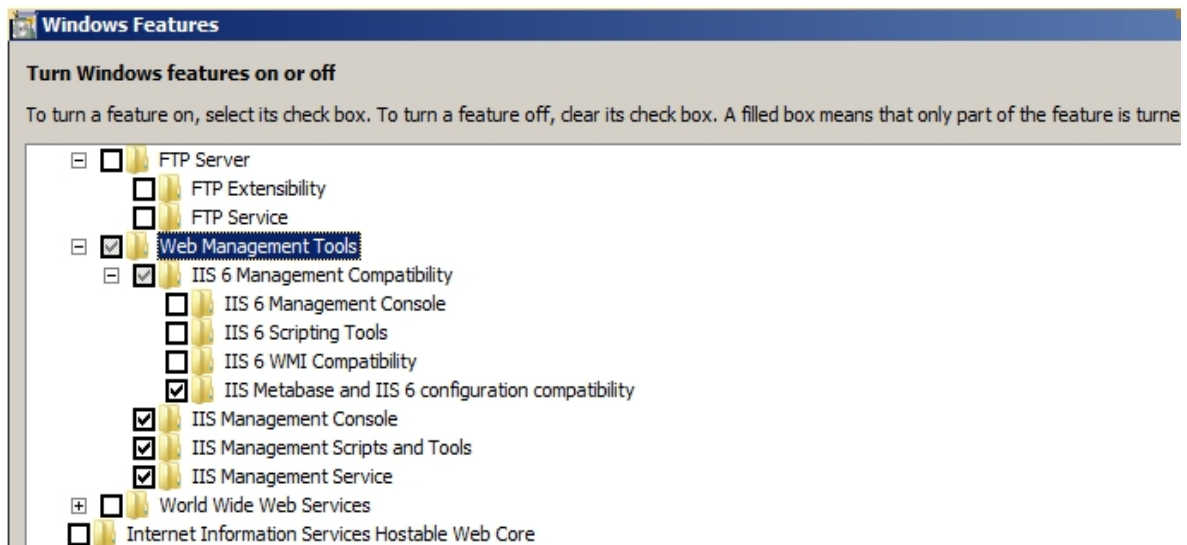 Windows Features
Turn Windows features on or off
To turn a feature on, select its check box. To turn a feature off, clear its check box. A filled box means that only part of the feature is turne
FTP Server
FTP Extensibility
FTP Service
Web Management Tools
IIS 6 Management Compatibility
IIS 6 Management Console
IIS 6 Scripting Tools
IIS 6 WMI Compatibility
IIS Metabase and IIS 6 configuration compatibility
IIS Management Console
IIS Management Scripts and Tools
IIS Management Service
World Wide Web Services
Internet Information Services Hostable Web Core